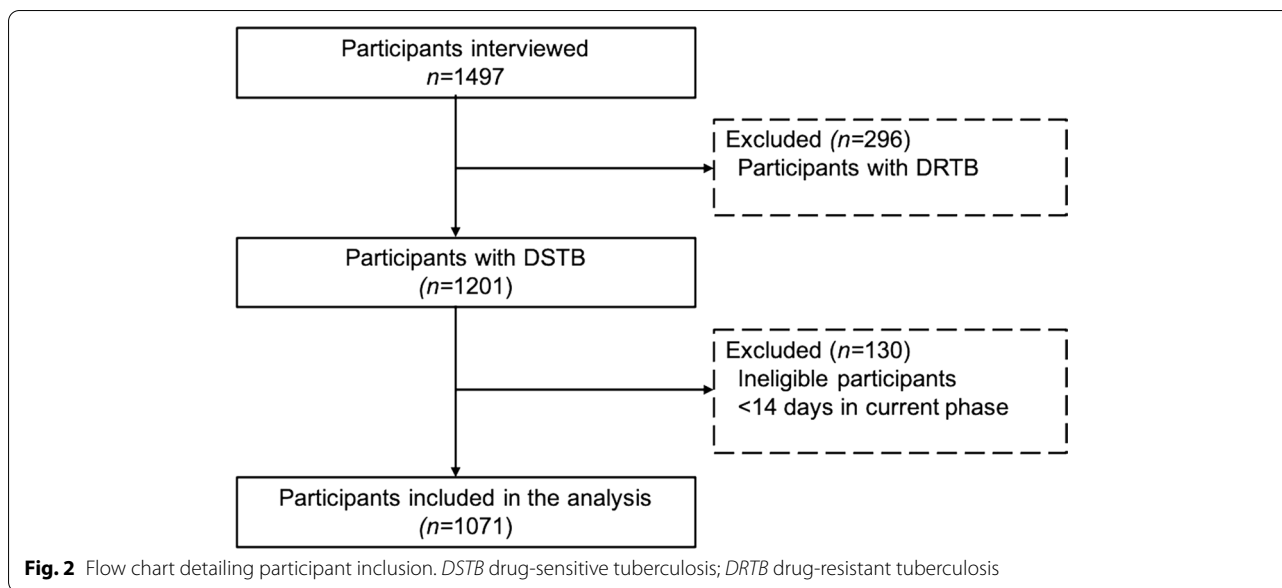 Participants interviewed
n=1497
Excluded (n=296)
Participants with DRTB
Participants with DSTB
(n=1201)
Excluded (n=130)
Ineligible participants
<14 days in current phase
Participants included in the analysis
(n=1071)
Fig. 2 Flow chart detailing participant inclusion. DSTB drug-sensitive tuberculosis; DRTB drug-resistant tuberculosis